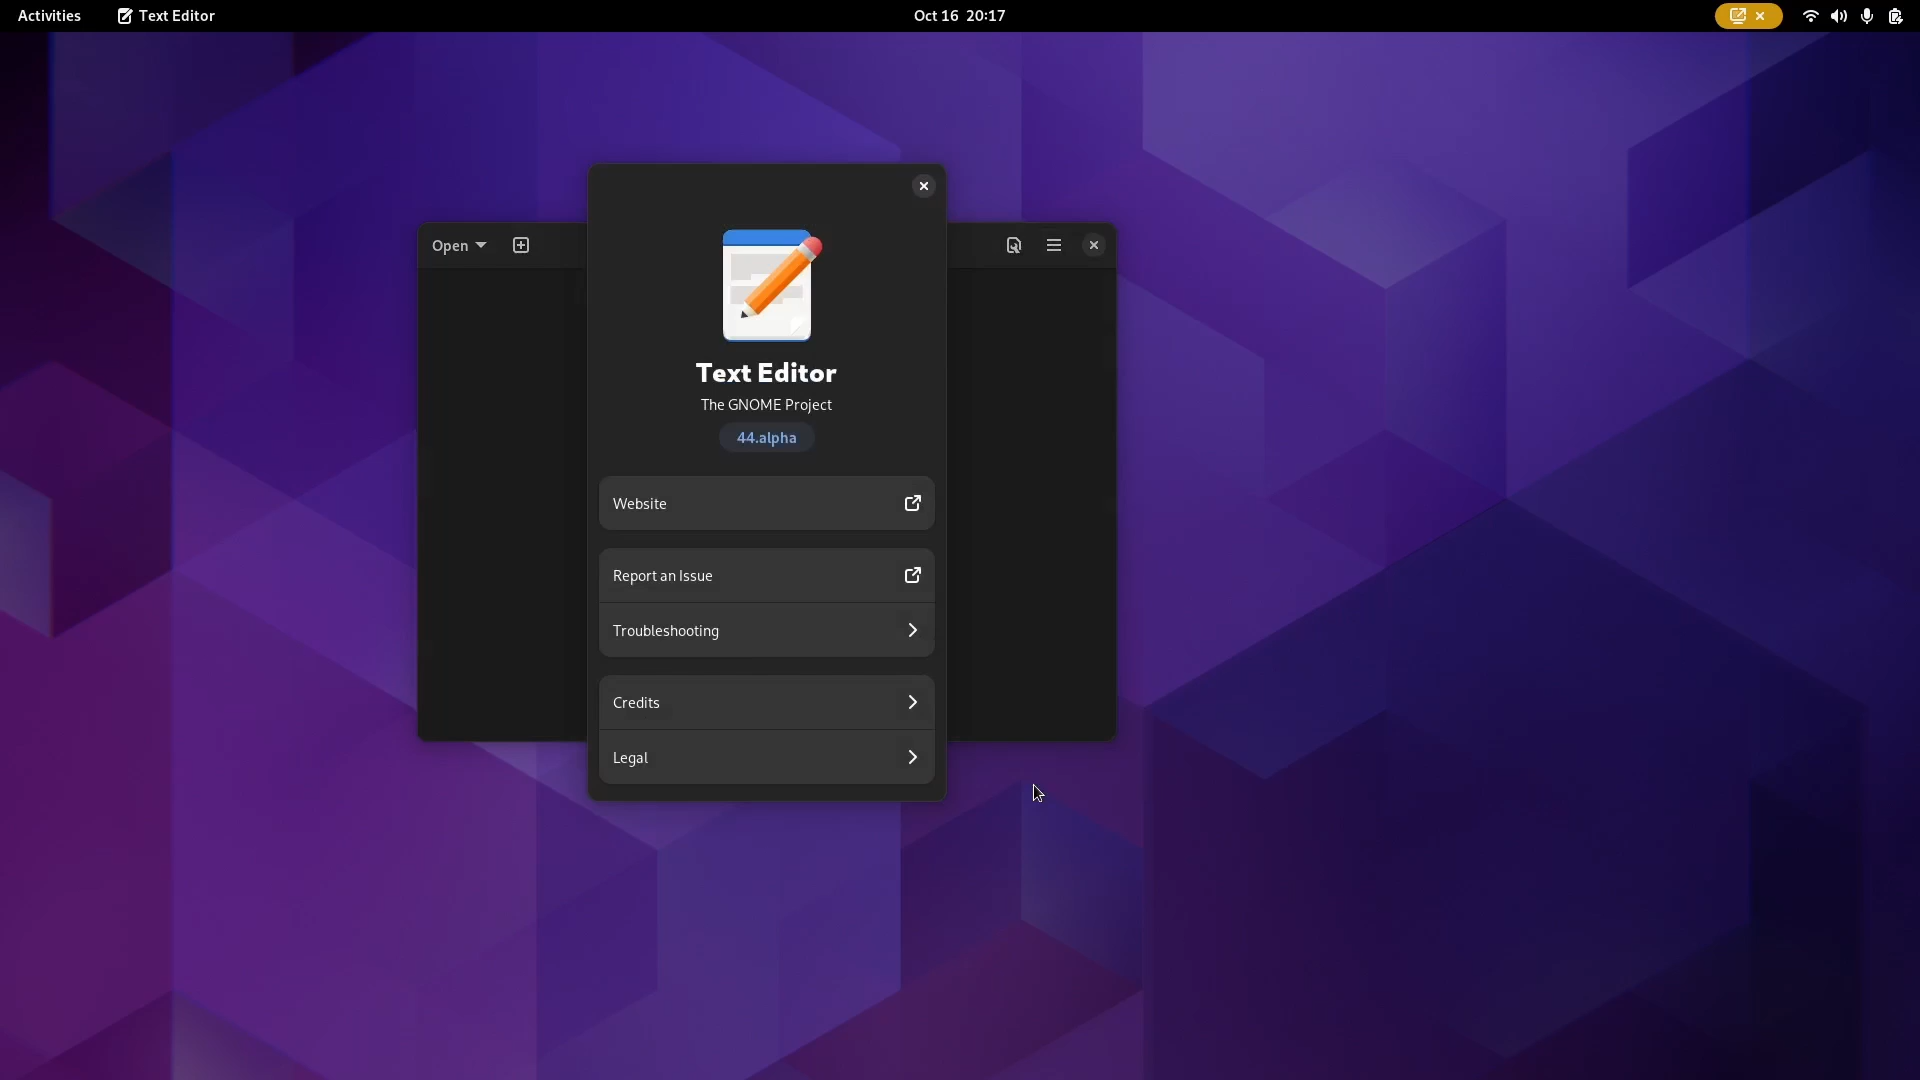 Activities
Text Editor
Oct 16 20:17
Open
Text Editor
The GNOME Project
44.alpha
Website
Report an Issue
Troubleshooting
Credits
Legal